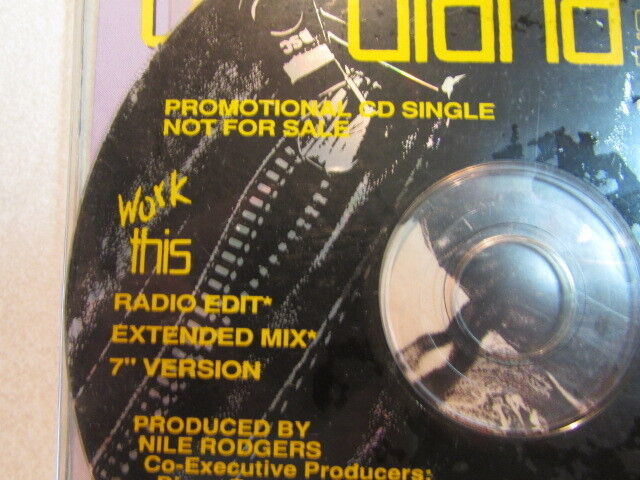 diana
PROMOTIONAL CD SINGLE
NOT FOR SALE
work
this
RADIO EDIT*
EXTENDED MIX*
7" VERSION
PRODUCED BY
NILE RODGERS
Co-Executive Producers: